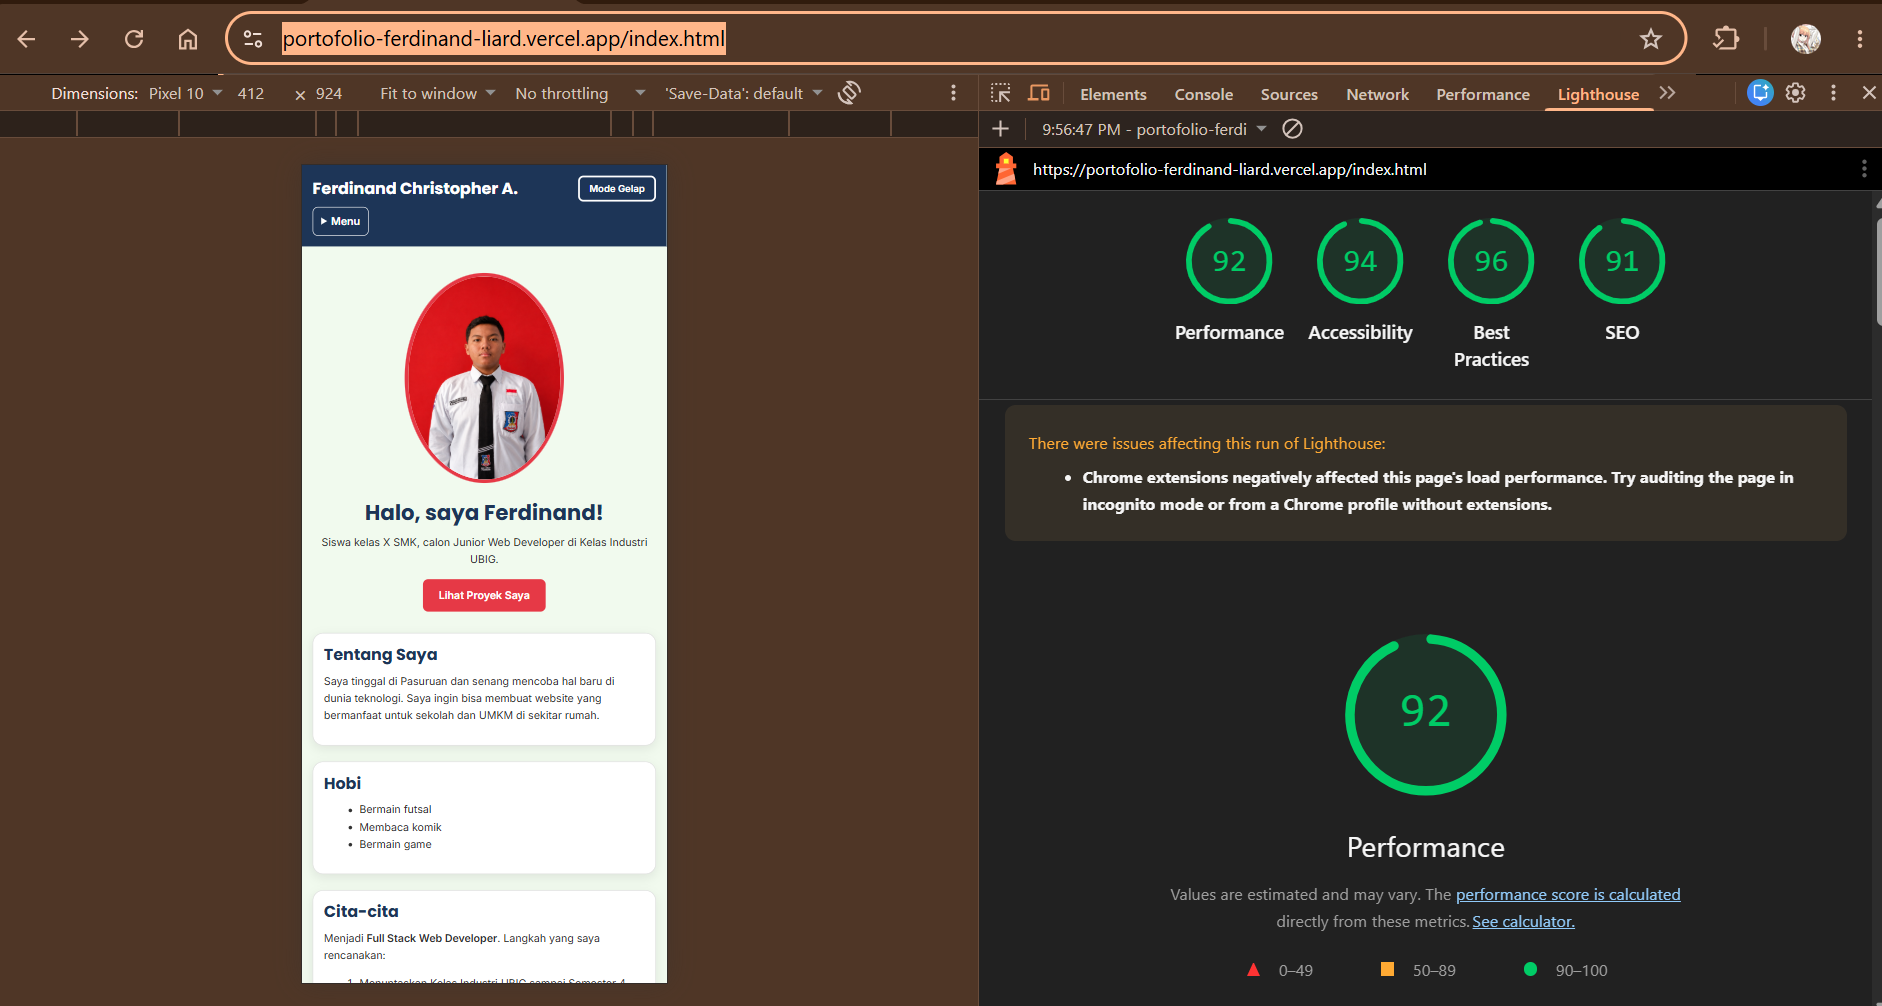 portofolio-ferdinand-liard.vercel.app/index.html
Dimensions: Pixel 10 412 × 924 Fit to window No throttling 'Save-Data': default
Elements Console Sources Network Performance Lighthouse
9:56:47 PM - portofolio-ferdi
https://portofolio-ferdinand-liard.vercel.app/index.html
Ferdinand Christopher A.
Mode Gelap
Menu
Halo, saya Ferdinand!
Siswa kelas X SMK, calon Junior Web Developer di Kelas Industri
UBIG.
Lihat Proyek Saya
Tentang Saya
Saya tinggal di Pasuruan dan senang mencoba hal baru di
dunia teknologi. Saya ingin bisa membuat website yang
bermanfaat untuk sekolah dan UMKM di sekitar rumah.
Hobi
Bermain futsal
Membaca komik
Bermain game
Cita-cita
Menjadi Full Stack Web Developer. Langkah yang saya
rencanakan:
1. Menuntaskan Kelas Industri UBIG sampai Semester 4
92 94 96 91
Performance Accessibility Best SEO
Practices
There were issues affecting this run of Lighthouse:
Chrome extensions negatively affected this page's load performance. Try auditing the page in
incognito mode or from a Chrome profile without extensions.
92
Performance
Values are estimated and may vary. The performance score is calculated
directly from these metrics. See calculator.
0–49 50–89 90–100